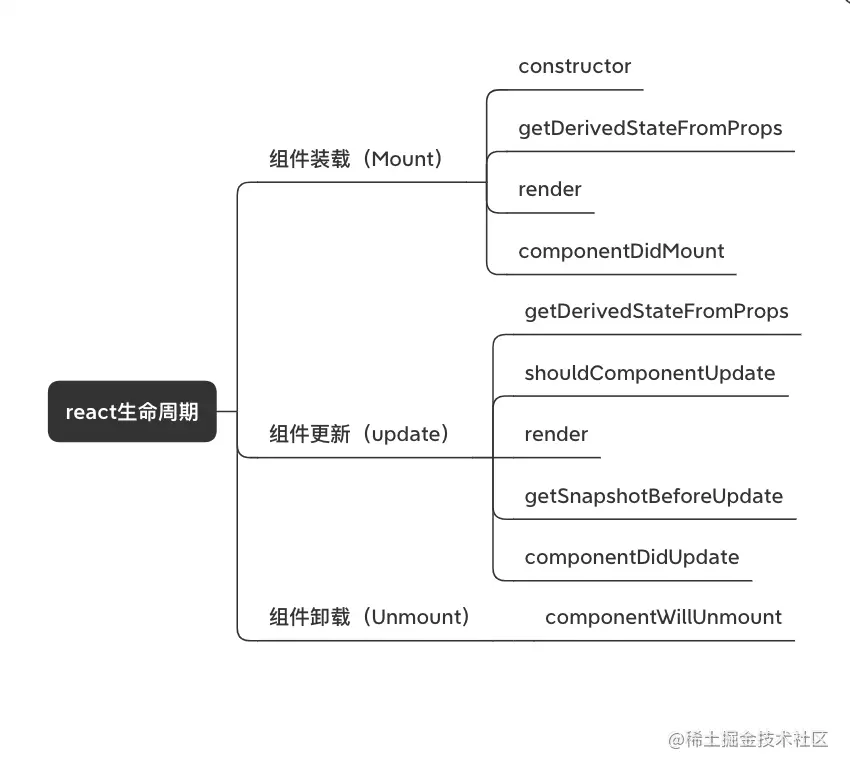 react生命周期
组件装载（Mount）
constructor
getDerivedStateFromProps
render
componentDidMount
组件更新（update）
getDerivedStateFromProps
shouldComponentUpdate
render
getSnapshotBeforeUpdate
componentDidUpdate
组件卸载（Unmount）
componentWillUnmount
@稀土掘金技术社区